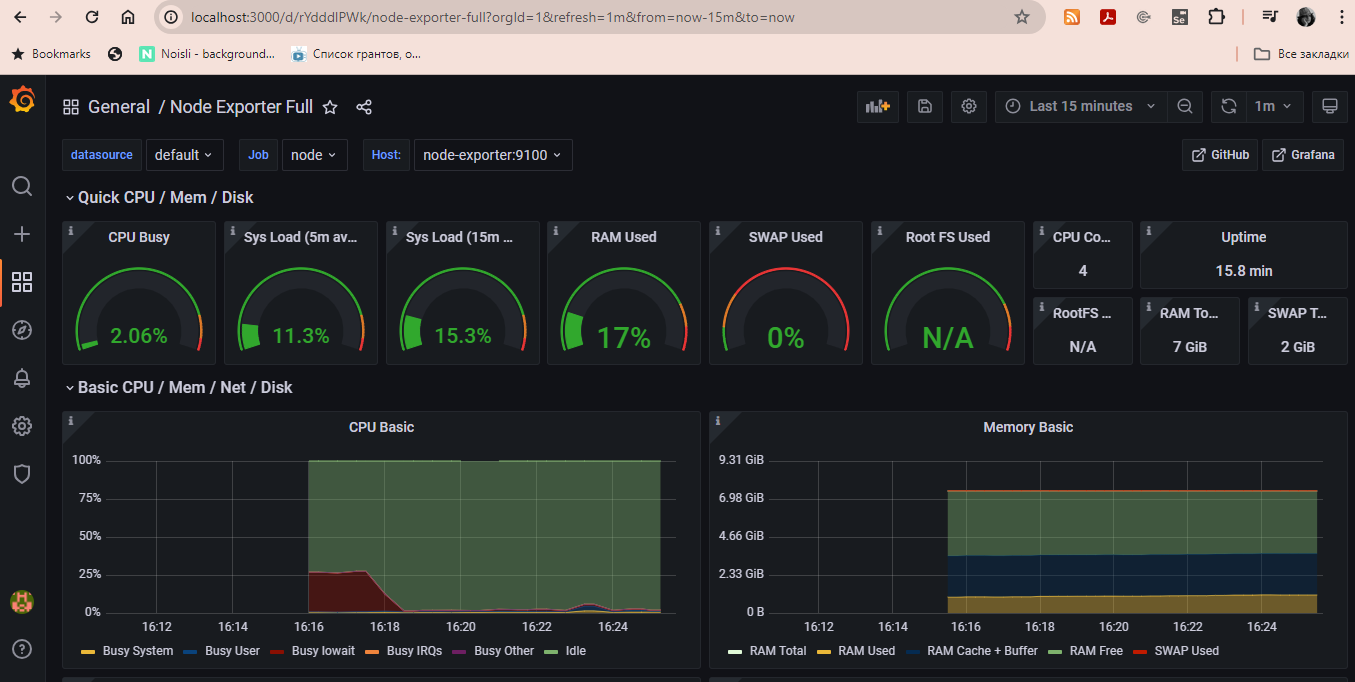 localhost:3000/d/rYdddlPWk/node-exporter-full?orgId=1&refresh=1m&from=now-15m&to=now
Se
Bookmarks N Noisli - background... Список грантов, о... Все закладки
General / Node Exporter Full Last 15 minutes 1m
datasource default Job node Host: node-exporter:9100 GitHub Grafana
Quick CPU / Mem / Disk
CPU Busy Sys Load (5m av... Sys Load (15m ... RAM Used SWAP Used Root FS Used CPU Co... Uptime
4 15.8 min
RootFS ... RAM To... SWAP T...
2.06% 11.3% 15.3% 17% 0% N/A N/A 7 GiB 2 GiB
Basic CPU / Mem / Net / Disk
CPU Basic
100%
75%
50%
25%
0%
16:12 16:14 16:16 16:18 16:20 16:22 16:24
Busy System Busy User Busy Iowait Busy IRQs Busy Other Idle
Memory Basic
9.31 GiB
6.98 GiB
4.66 GiB
2.33 GiB
0 B
16:12 16:14 16:16 16:18 16:20 16:22 16:24
RAM Total RAM Used RAM Cache + Buffer RAM Free SWAP Used